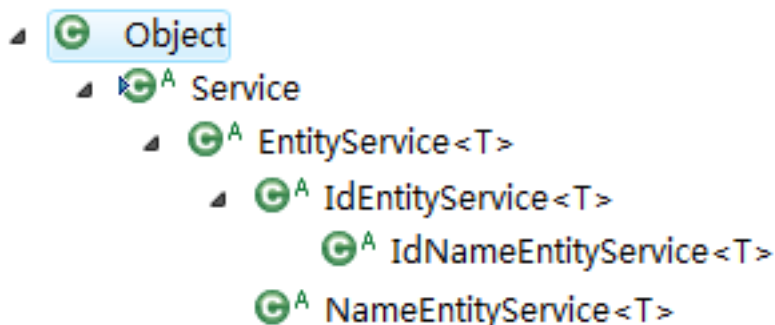 C Object
C A Service
C A EntityService<T>
C A IdEntityService<T>
C A IdNameEntityService<T>
C A NameEntityService<T>